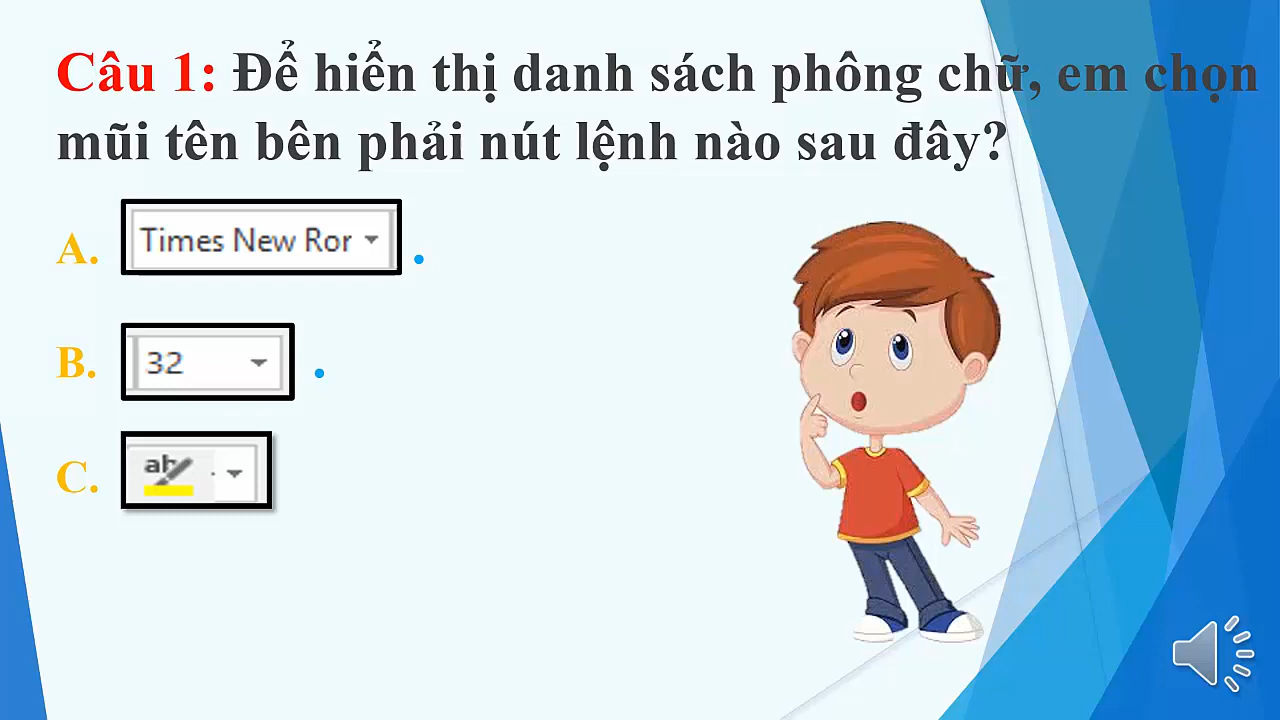 Câu 1: Để hiển thị danh sách phông chữ, em chọn
mũi tên bên phải nút lệnh nào sau đây?
A. Times New Ror .
B. 32 .
C. ab